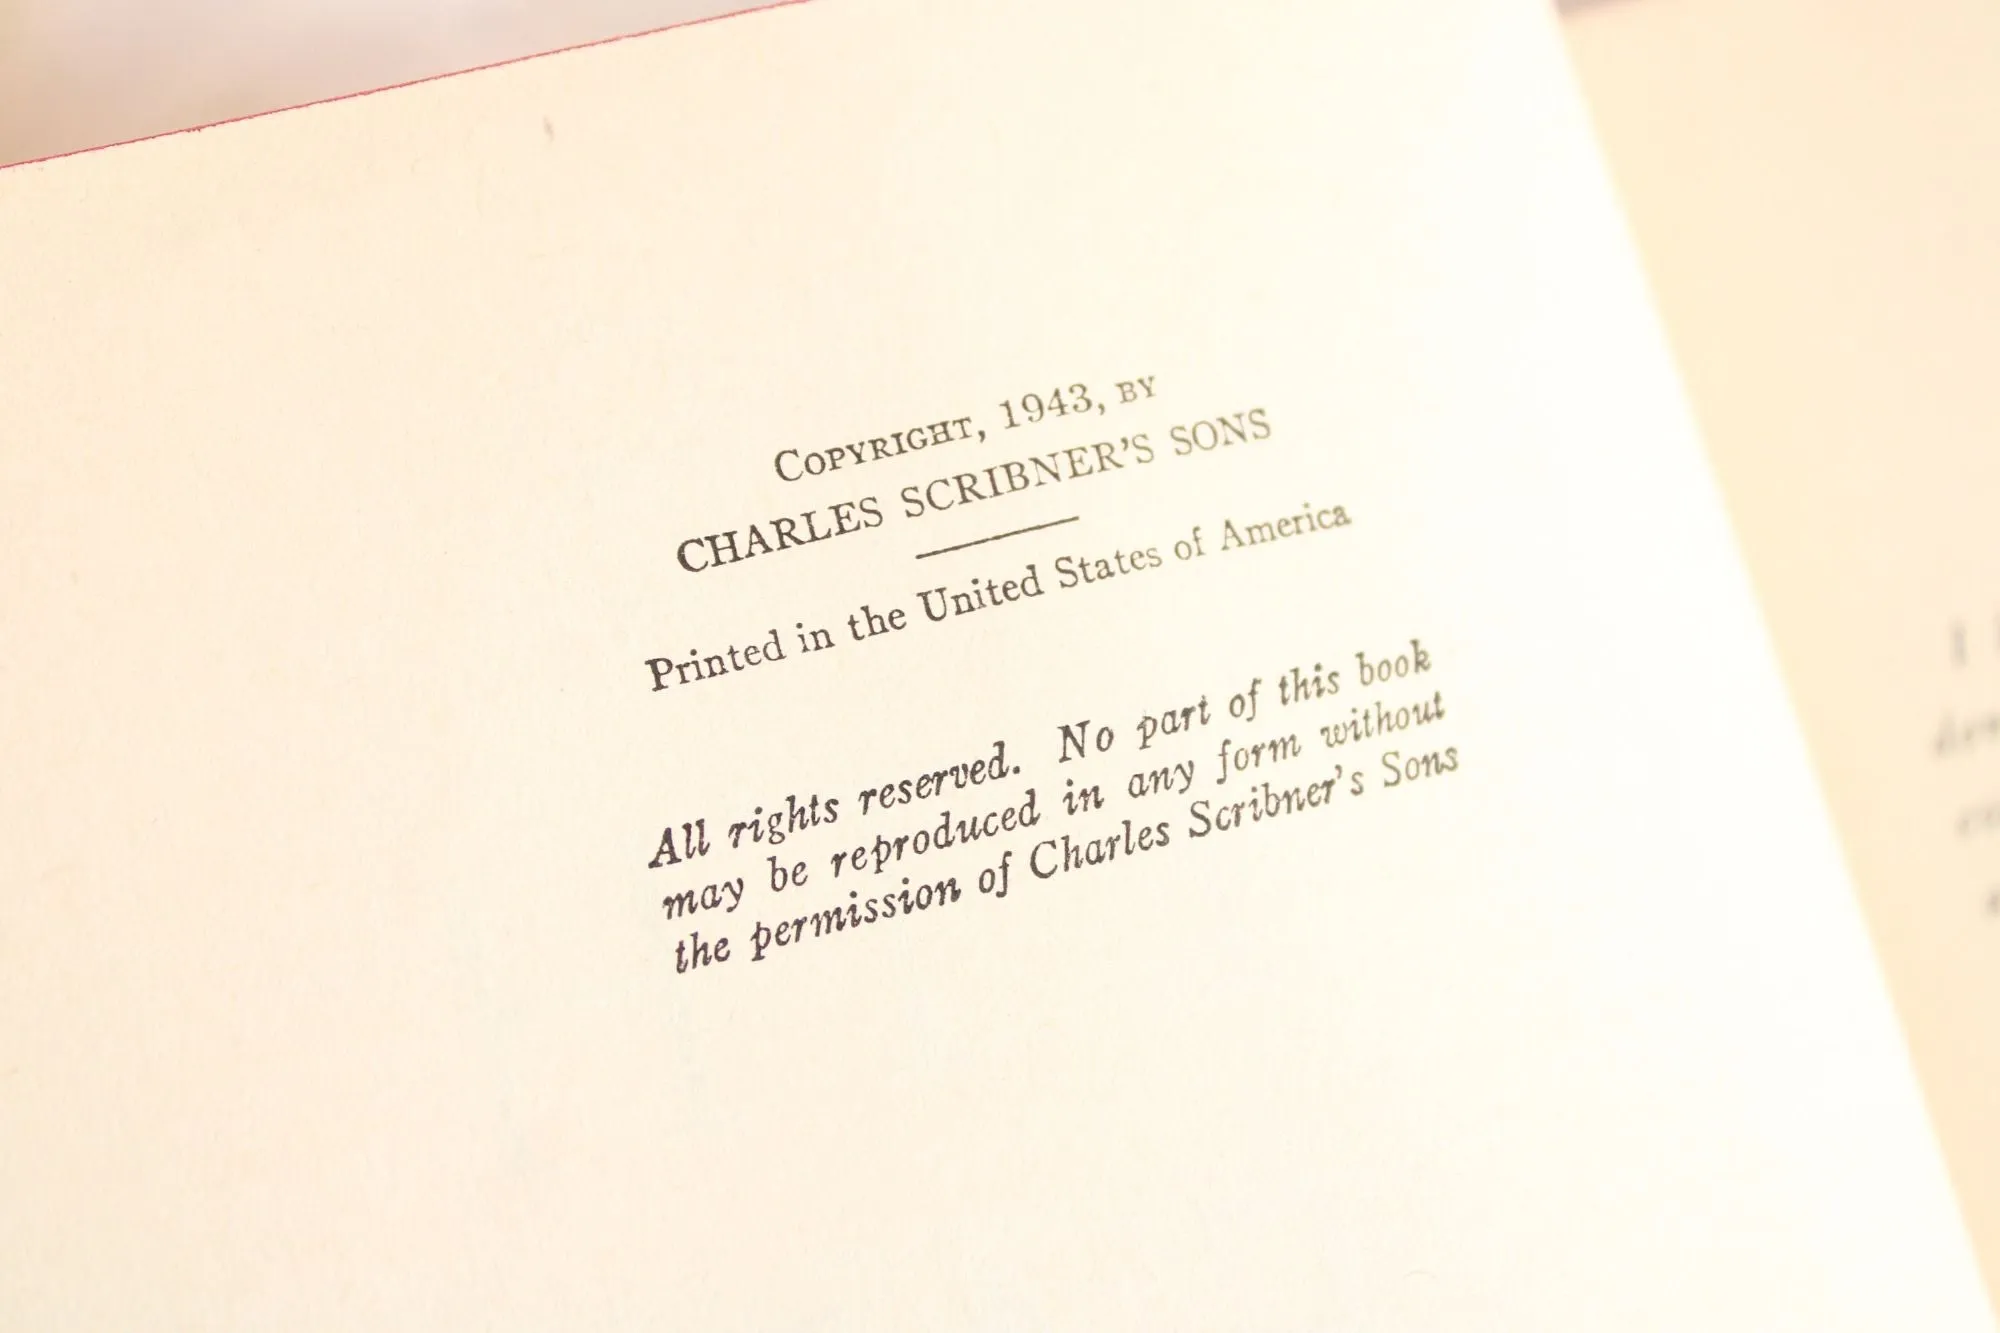 COPYRIGHT, 1943, BY
CHARLES SCRIBNER'S SONS
Printed in the United States of America
All rights reserved. No part of this book
may be reproduced in any form without
the permission of Charles Scribner's Sons